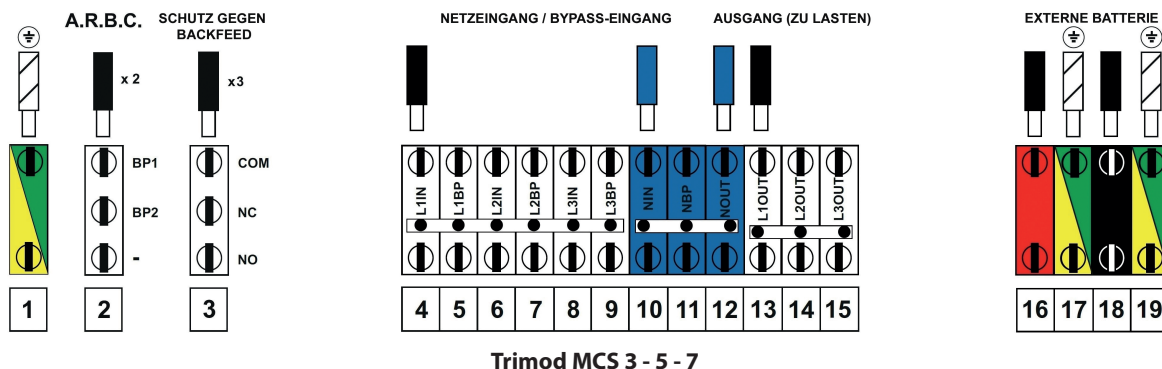 A.R.B.C.
SCHUTZ GEGEN
BACKFEED
NETZEINGANG / BYPASS-EINGANG
AUSGANG (ZU LASTEN)
EXTERNE BATTERIE
x 2
x3
BP1
BP2
-
COM
NC
NO
L1IN
L1BP
L2IN
L2BP
L3IN
L3BP
NIN
NBP
NOUT
L1OUT
L2OUT
L3OUT
1
2
3
4
5
6
7
8
9
10
11
12
13
14
15
16
17
18
19
Trimod MCS 3 - 5 - 7